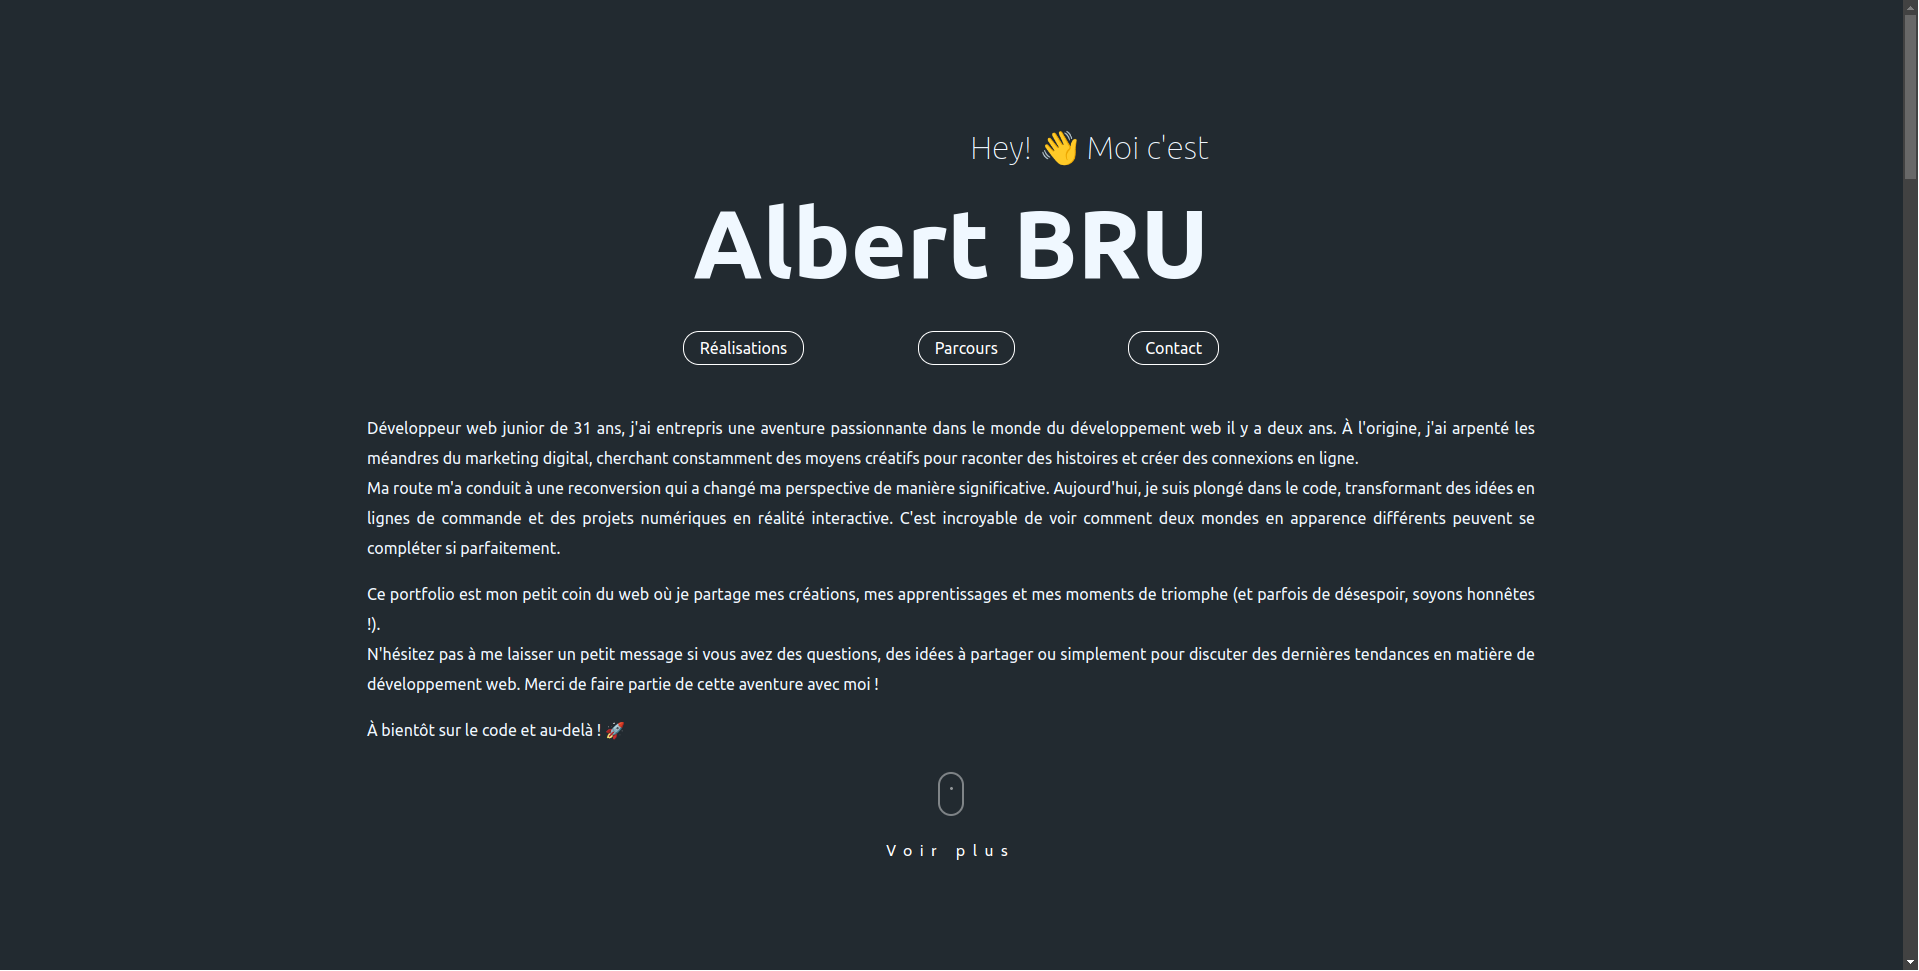 Hey! 👋 Moi c'est
Albert BRU
Réalisations
Parcours
Contact
Développeur web junior de 31 ans, j'ai entrepris une aventure passionnante dans le monde du développement web il y a deux ans. À l'origine, j'ai arpenté les
méandres du marketing digital, cherchant constamment des moyens créatifs pour raconter des histoires et créer des connexions en ligne.
Ma route m'a conduit à une reconversion qui a changé ma perspective de manière significative. Aujourd'hui, je suis plongé dans le code, transformant des idées en
lignes de commande et des projets numériques en réalité interactive. C'est incroyable de voir comment deux mondes en apparence différents peuvent se
compléter si parfaitement.
Ce portfolio est mon petit coin du web où je partage mes créations, mes apprentissages et mes moments de triomphe (et parfois de désespoir, soyons honnêtes
!).
N'hésitez pas à me laisser un petit message si vous avez des questions, des idées à partager ou simplement pour discuter des dernières tendances en matière de
développement web. Merci de faire partie de cette aventure avec moi !
À bientôt sur le code et au-delà ! 🚀
Voir plus